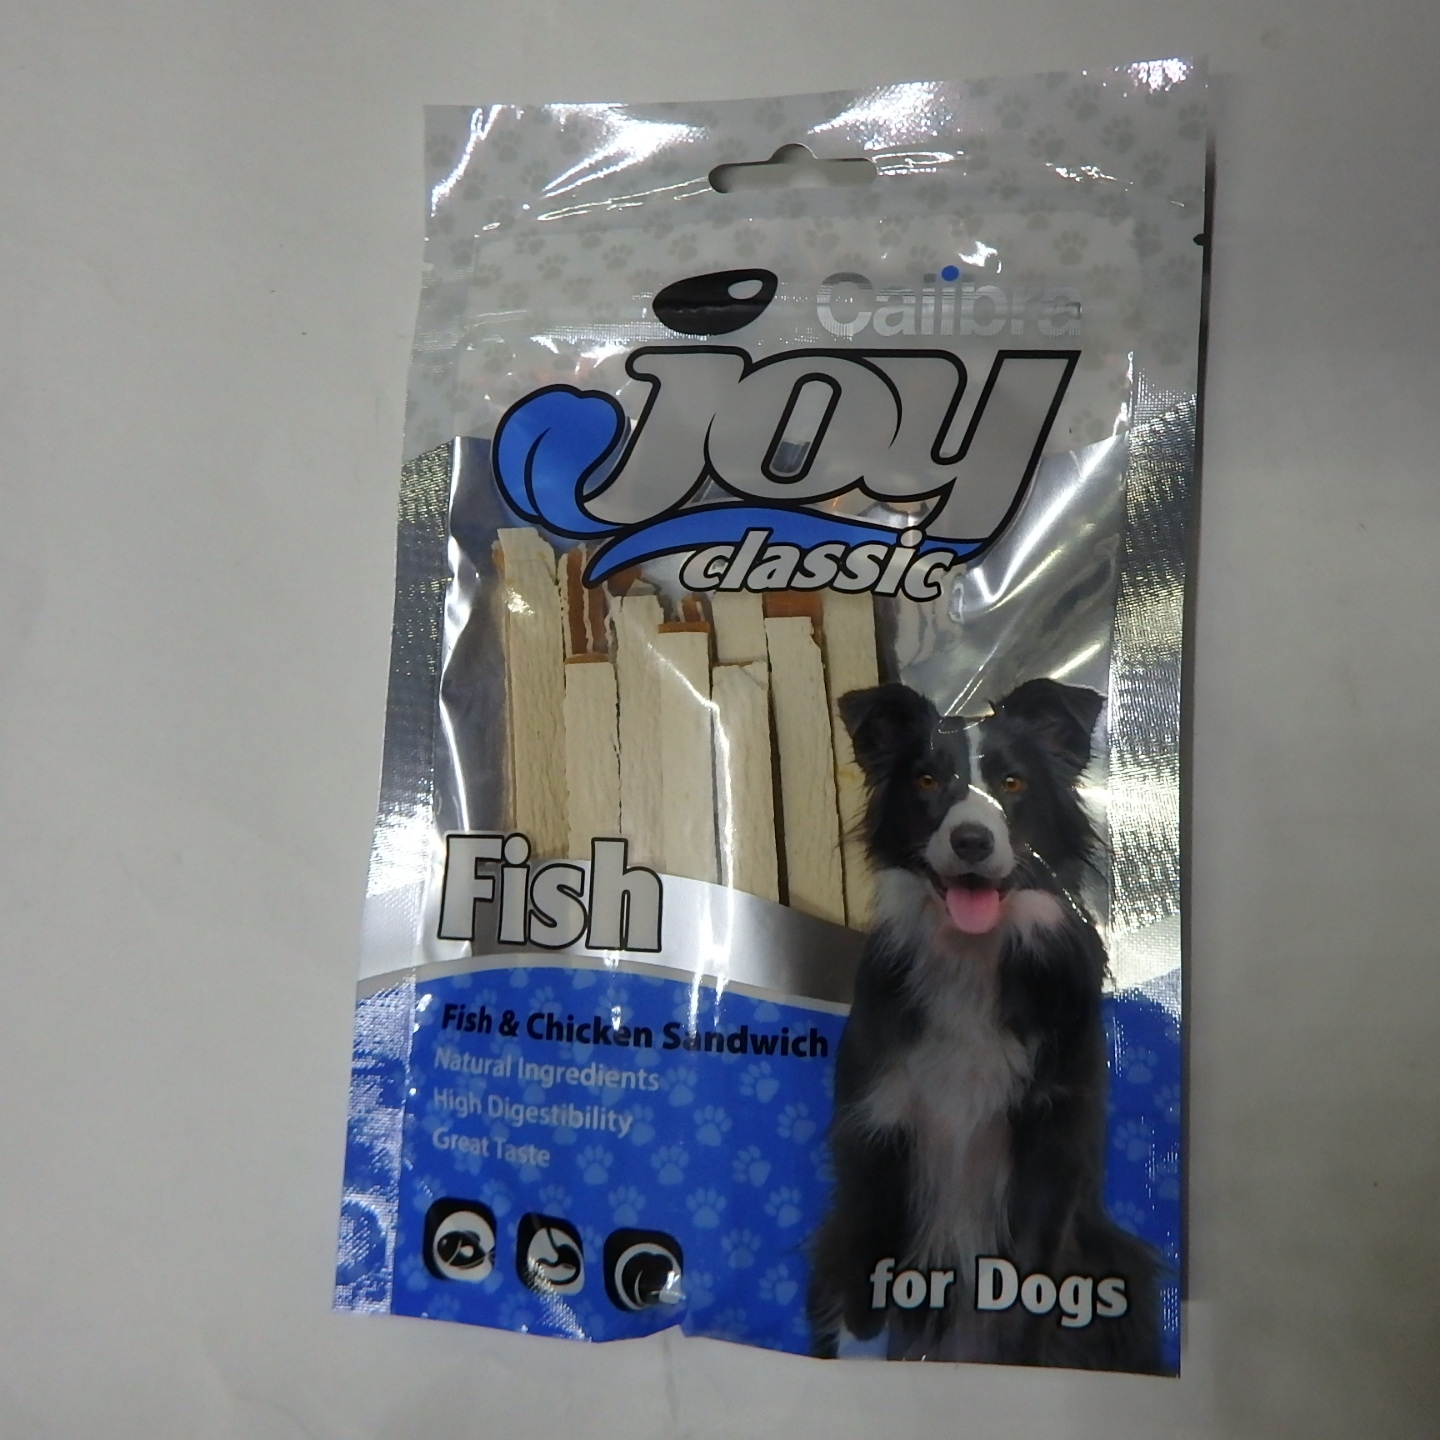 Calibra
joy
classic
Fish
Fish & Chicken Sandwich
Natural Ingredients
High Digestibility
Great Taste
for Dogs